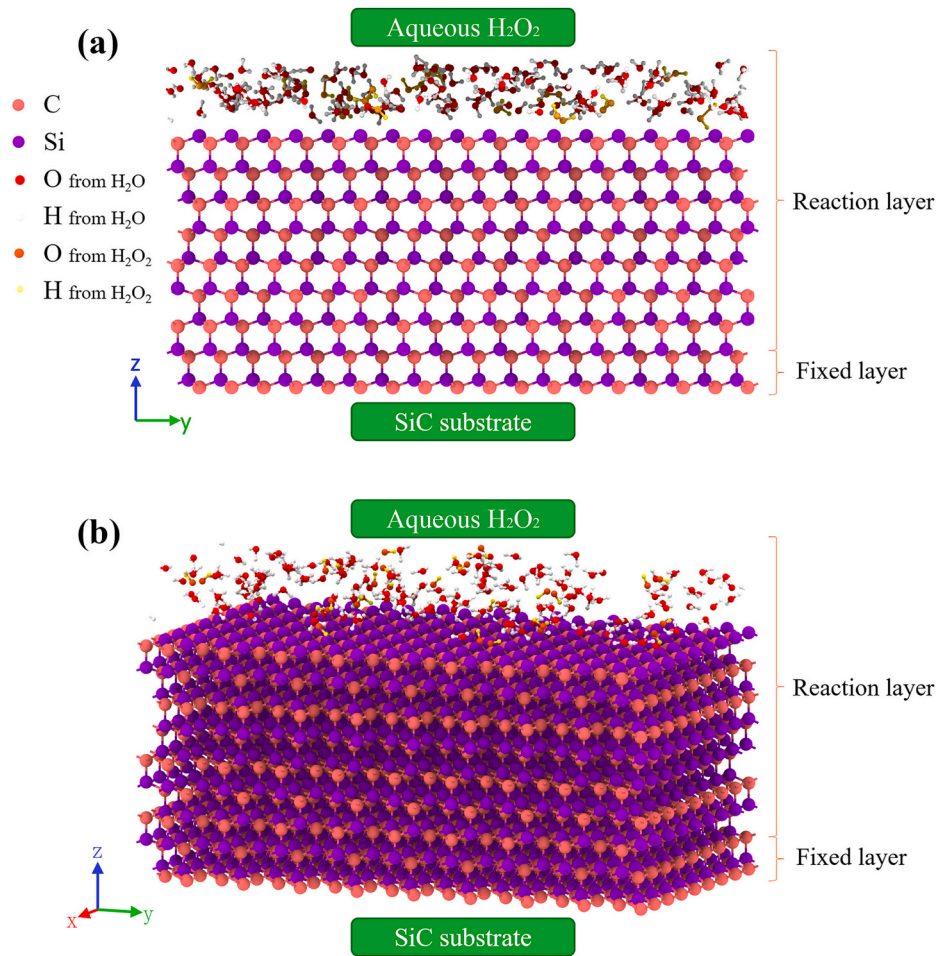 Aqueous H₂O₂
(a)
C
Si
O from H₂O
H from H₂O
O from H₂O₂
H from H₂O₂
Reaction layer
Fixed layer
z
y
SiC substrate
Aqueous H₂O₂
(b)
Reaction layer
Fixed layer
z
x
y
SiC substrate